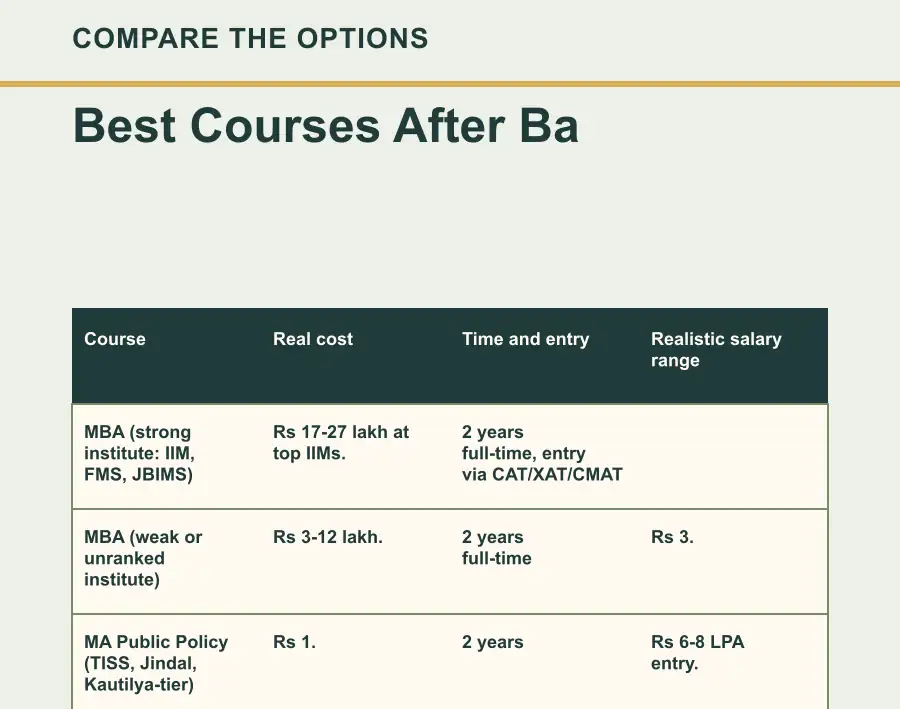 COMPARE THE OPTIONS
Best Courses After Ba
Course
Real cost
Time and entry
Realistic salary
range
MBA (strong
institute: IIM,
FMS, JBIMS)
Rs 17-27 lakh at
top IIMs.
2 years
full-time, entry
via CAT/XAT/CMAT
MBA (weak or
unranked
institute)
Rs 3-12 lakh.
2 years
full-time
Rs 3.
MA Public Policy
(TISS, Jindal,
Kautilya-tier)
Rs 1.
2 years
Rs 6-8 LPA
entry.